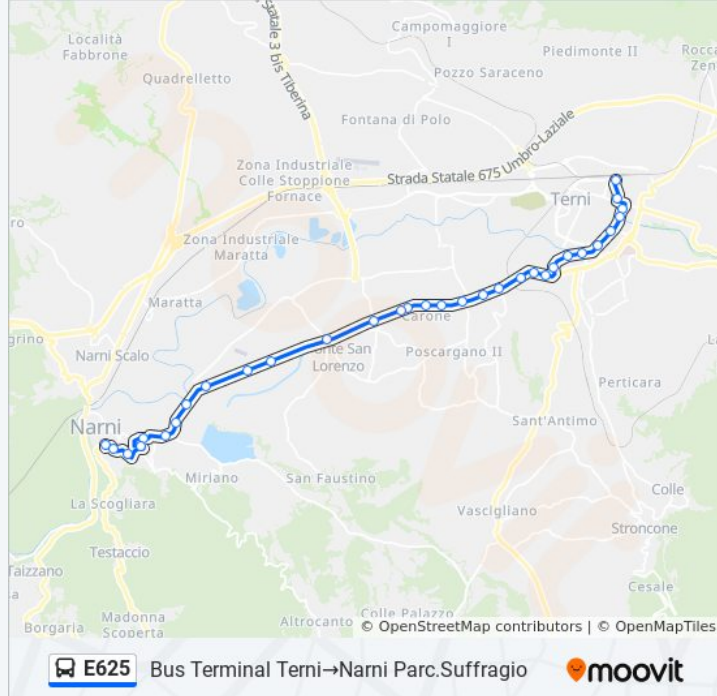 Località
Fabbrone
Statale 3 bis Tiberina
Campomaggiore
I
Piedimonte II
Rocca
Zen
Quadrelletto
Pozzo Saraceno
Fontana di Polo
Strada Statale 675 Umbro-Laziale
Zona Industriale
Colle Stoppione
Fornace
Terni
Zona Industriale
Maratta
Maratta
Carone
grino
Narni Scalo
onte San
Lorenzo
Poscargano II
Perticara
Narni
Sant'Antimo
Miriano
San Faustino
La Scogliara
Vascigliano
Colle
Stroncone
Testaccio
Taizzano
a
Cesale
Madonna
Scoperta
Borgaria
Altrocanto
Colle Palazzo
© OpenStreetMap contributors | © OpenMapTiles
E625 Bus Terminal Terni→Narni Parc.Suffragio moovit